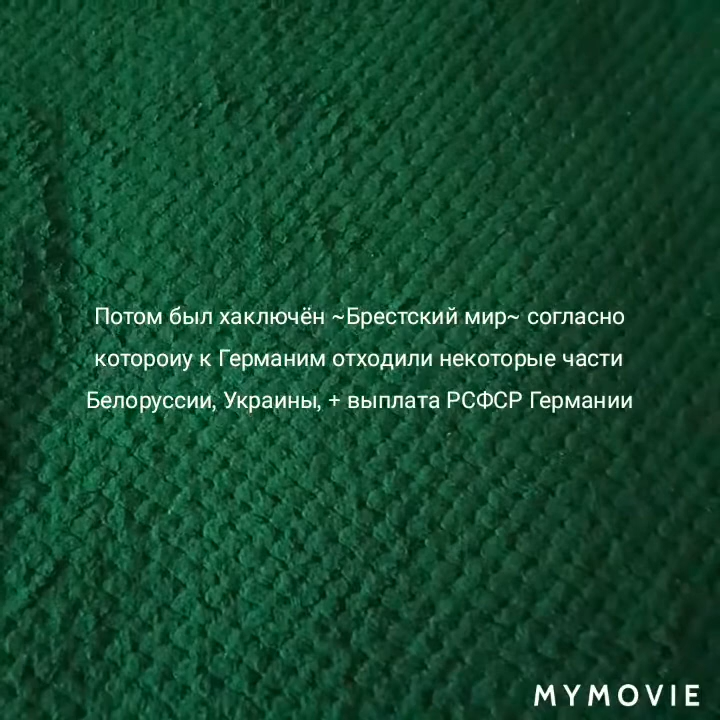 Потом был хаключён ~Брестский мир~ согласно
котороиу к Германим отходили некоторые части
Белоруссии, Украины, + выплата РСФСР Германии
MYMOVIE